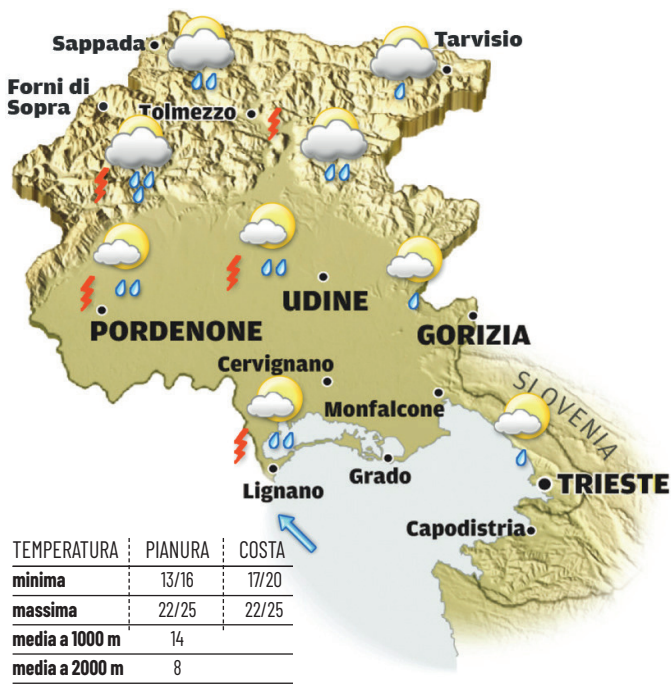 Sappada
Tarvisio
Forni di
Sopra
Tolmezzo
UDINE
PORDENONE
GORIZIA
Cervignano
SLOVENIA
Monfalcone
Grado
TRIESTE
Lignano
Capodistria
TEMPERATURA PIANURA COSTA
minima 13/16 17/20
massima 22/25 22/25
media a 1000 m 14
media a 2000 m 8